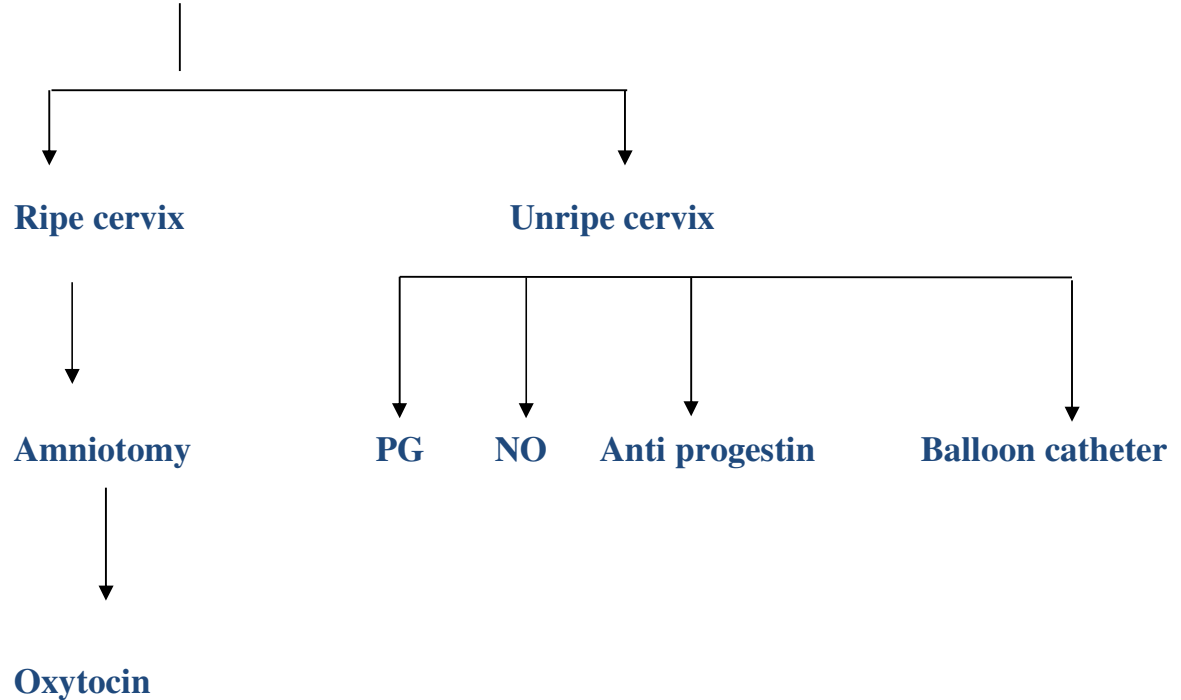 Ripe cervix Unripe cervix
Amniotomy PG NO Anti progestin Balloon catheter
Oxytocin